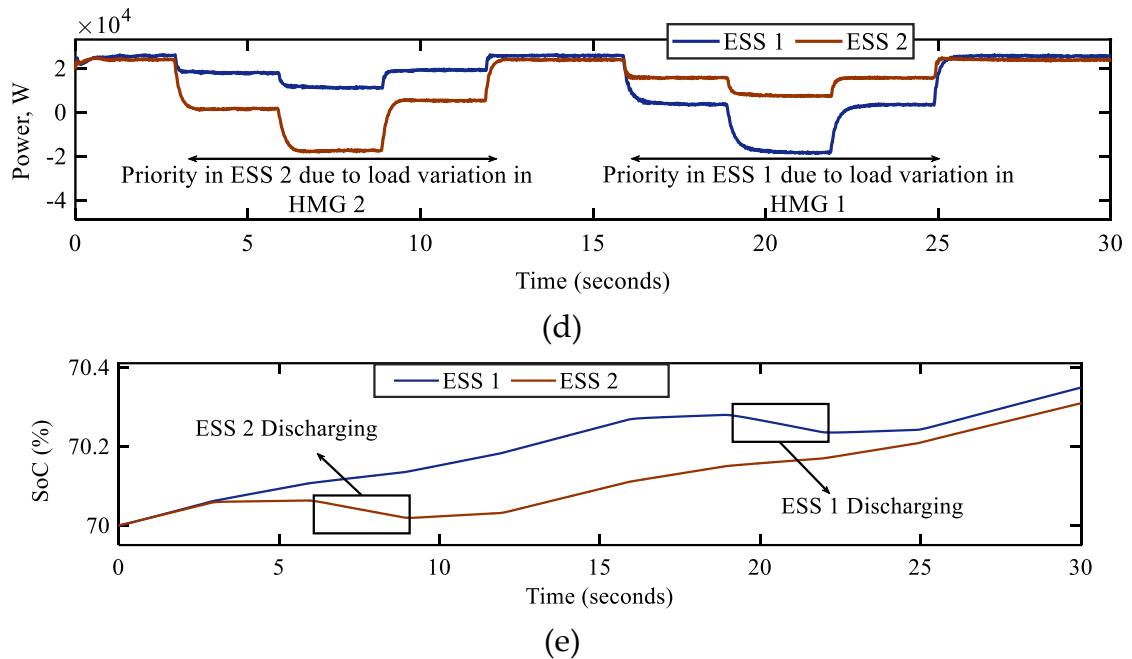 ×10⁴
ESS 1 ESS 2
2
0
-2
-4
Power, W
Priority in ESS 2 due to load variation in
HMG 2
Priority in ESS 1 due to load variation in
HMG 1
0 5 10 15 20 25 30
Time (seconds)
(d)
70.4
70.2
70
SoC (%)
ESS 1 ESS 2
ESS 2 Discharging
ESS 1 Discharging
0 5 10 15 20 25 30
Time (seconds)
(e)